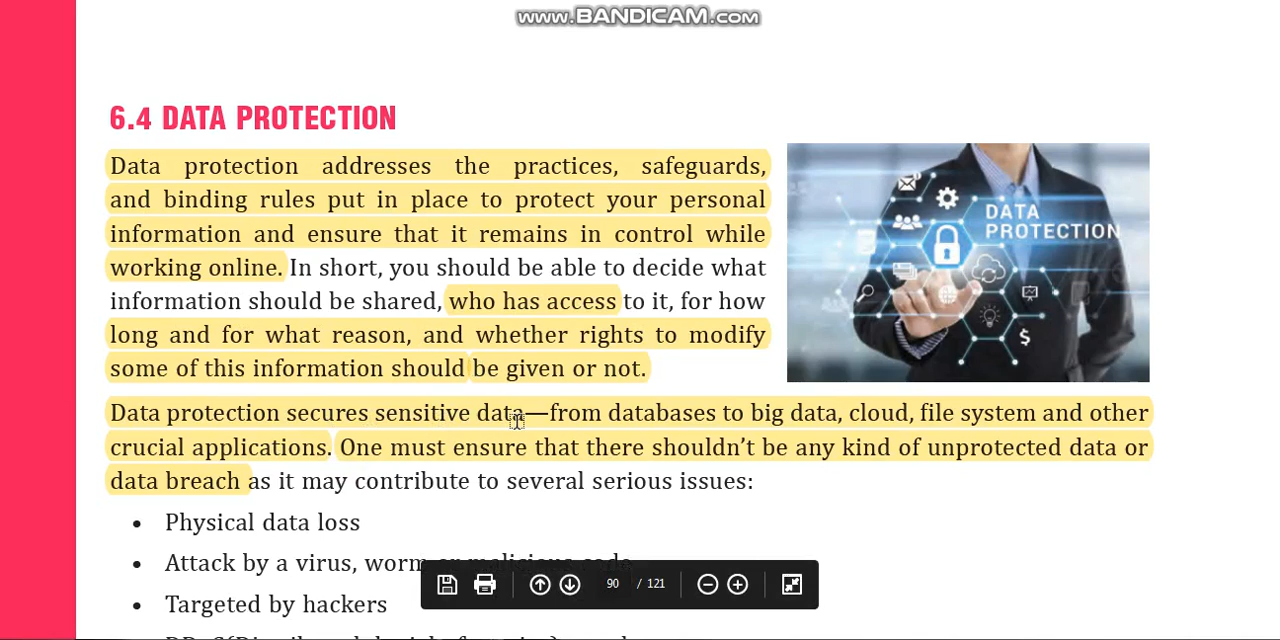 www.BANDICAM.com
6.4 DATA PROTECTION
Data protection addresses the practices, safeguards,
and binding rules put in place to protect your personal
information and ensure that it remains in control while
working online. In short, you should be able to decide what
information should be shared, who has access to it, for how
long and for what reason, and whether rights to modify
some of this information should be given or not.
DATA
PROTECTION
$
Data protection secures sensitive data—from databases to big data, cloud, file system and other
crucial applications. One must ensure that there shouldn't be any kind of unprotected data or
data breach as it may contribute to several serious issues:
• Physical data loss
• Attack by a virus, worm or malicious code
• Targeted by hackers
90 / 121